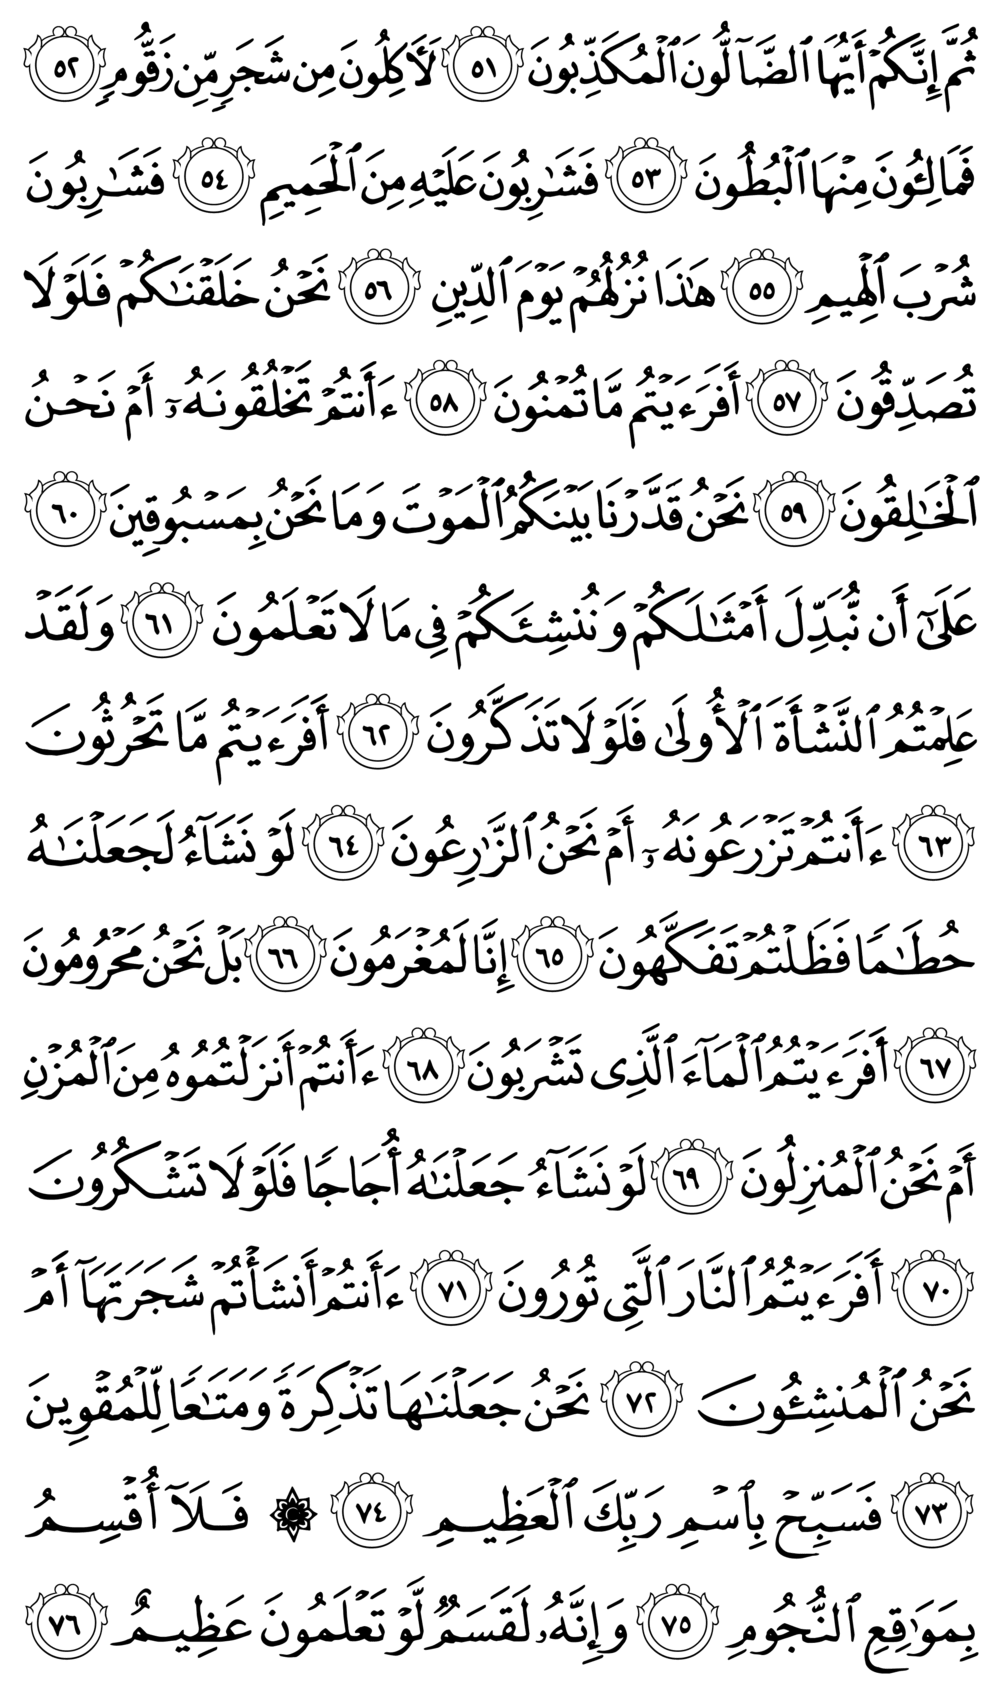 ثُمَّ إِنَّكُمۡ أَيُّهَا ٱلضَّآلُّونَ ٱلۡمُكَذِّبُونَ ٥١ لَأٓكِلُونَ مِن شَجَرٖ مِّن زَقُّومٖ ٥٢
فَمَالِـُٔونَ مِنۡهَا ٱلۡبُطُونَ ٥٣ فَشَٰرِبُونَ عَلَيۡهِ مِنَ ٱلۡحَمِيمِ ٥٤ فَشَٰرِبُونَ
شُرۡبَ ٱلۡهِيمِ ٥٥ هَٰذَا نُزُلُهُمۡ يَوۡمَ ٱلدِّينِ ٥٦ نَحۡنُ خَلَقۡنَٰكُمۡ فَلَوۡلَا
تُصَدِّقُونَ ٥٧ أَفَرَءَيۡتُم مَّا تُمۡنُونَ ٥٨ ءَأَنتُمۡ تَخۡلُقُونَهُۥٓ أَمۡ نَحۡنُ
ٱلۡخَٰلِقُونَ ٥٩ نَحۡنُ قَدَّرۡنَا بَيۡنَكُمُ ٱلۡمَوۡتَ وَمَا نَحۡنُ بِمَسۡبُوقِينَ ٦٠
عَلَىٰٓ أَن نُّبَدِّلَ أَمۡثَٰلَكُمۡ وَنُنشِئَكُمۡ فِي مَا لَا تَعۡلَمُونَ ٦١ وَلَقَدۡ
عَلِمۡتُمُ ٱلنَّشۡأَةَ ٱلۡأُولَىٰ فَلَوۡلَا تَذَكَّرُونَ ٦٢ أَفَرَءَيۡتُم مَّا تَحۡرُثُونَ
٦٣ ءَأَنتُمۡ تَزۡرَعُونَهُۥٓ أَمۡ نَحۡنُ ٱلزَّٰرِعُونَ ٦٤ لَوۡ نَشَآءُ لَجَعَلۡنَٰهُ
حُطَٰمٗا فَظَلۡتُمۡ تَفَكَّهُونَ ٦٥ إِنَّا لَمُغۡرَمُونَ ٦٦ بَلۡ نَحۡنُ مَحۡرُومُونَ
٦٧ أَفَرَءَيۡتُمُ ٱلۡمَآءَ ٱلَّذِي تَشۡرَبُونَ ٦٨ ءَأَنتُمۡ أَنزَلۡتُمُوهُ مِنَ ٱلۡمُزۡنِ
أَمۡ نَحۡنُ ٱلۡمُنزِلُونَ ٦٩ لَوۡ نَشَآءُ جَعَلۡنَٰهُ أُجَاجٗا فَلَوۡلَا تَشۡكُرُونَ
٧٠ أَفَرَءَيۡتُمُ ٱلنَّارَ ٱلَّتِي تُورُونَ ٧١ ءَأَنتُمۡ أَنشَأۡتُمۡ شَجَرَتَهَآ أَمۡ
نَحۡنُ ٱلۡمُنشِـُٔونَ ٧٢ نَحۡنُ جَعَلۡنَٰهَا تَذۡكِرَةٗ وَمَتَٰعٗا لِّلۡمُقۡوِينَ
٧٣ فَسَبِّحۡ بِٱسۡمِ رَبِّكَ ٱلۡعَظِيمِ ٧٤ ۞ فَلَآ أُقۡسِمُ
بِمَوَٰقِعِ ٱلنُّجُومِ ٧٥ وَإِنَّهُۥ لَقَسَمٞ لَّوۡ تَعۡلَمُونَ عَظِيمٌ ٧٦